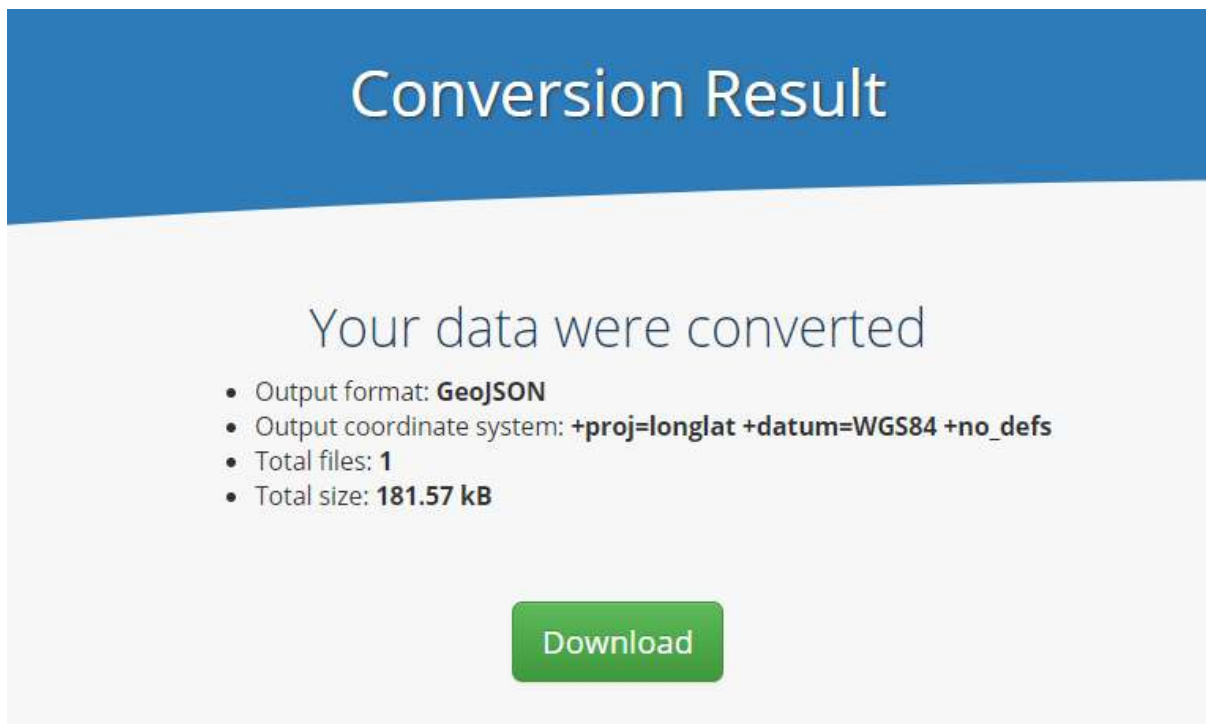 Conversion Result
Your data were converted
• Output format: GeoJSON
• Output coordinate system: +proj=longlat +datum=WGS84 +no_defs
• Total files: 1
• Total size: 181.57 kB
Download